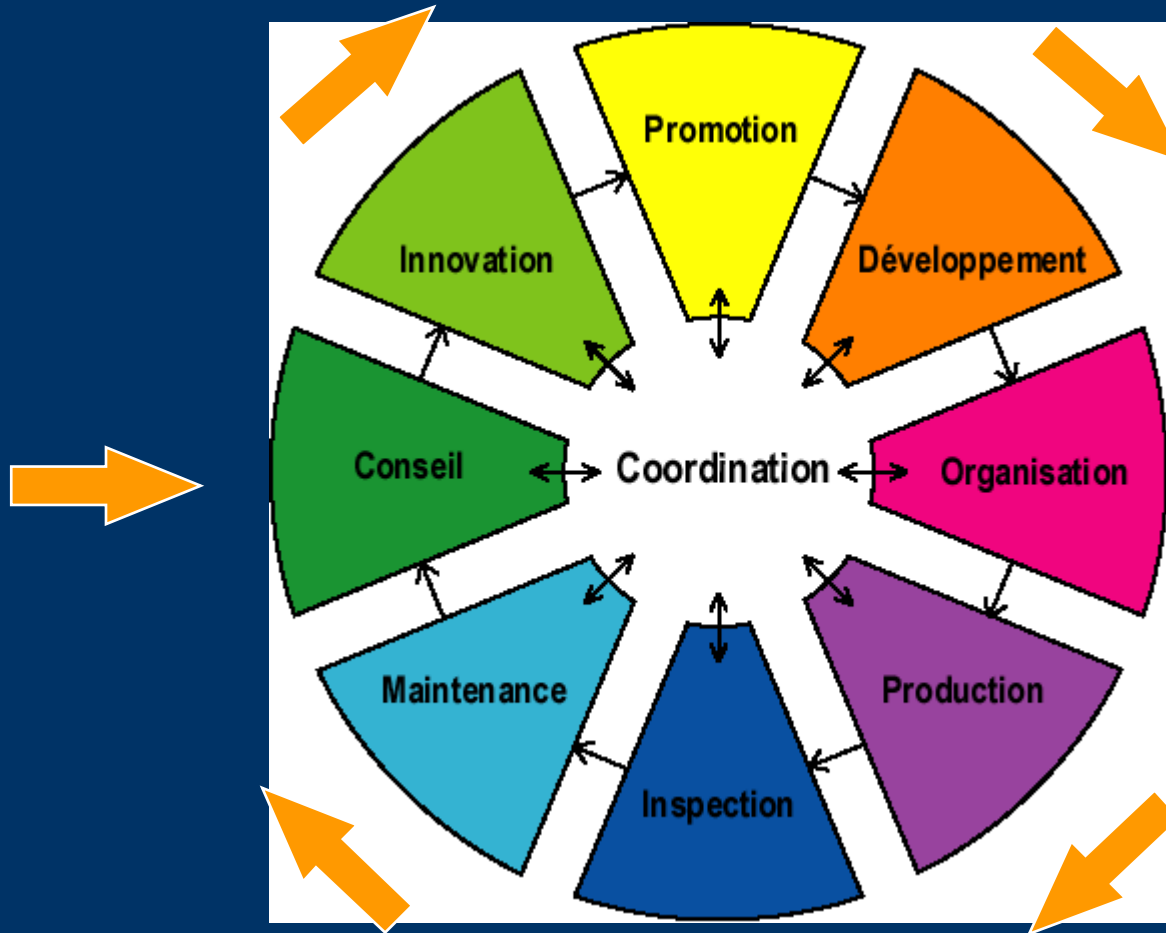 Promotion
Innovation
Développement
Conseil
Coordination
Organisation
Maintenance
Production
Inspection